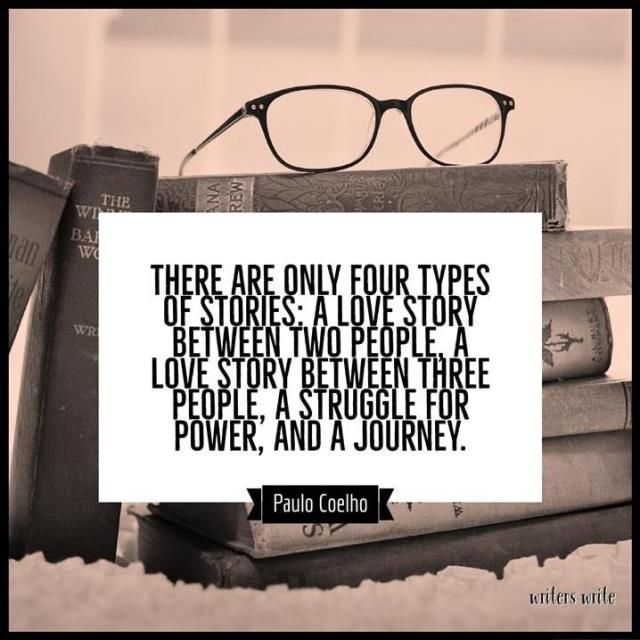 THERE ARE ONLY FOUR TYPES
OF STORIES: A LOVE STORY
BETWEEN TWO PEOPLE, A
LOVE STORY BETWEEN THREE
PEOPLE, A STRUGGLE FOR
POWER, AND A JOURNEY.
Paulo Coelho
THE
writers write